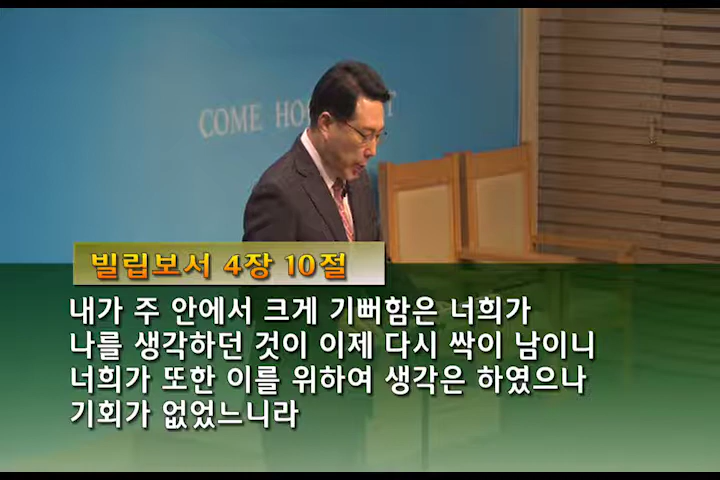 COME HO
빌립보서 4장 10절
내가 주 안에서 크게 기뻐함은 너희가
나를 생각하던 것이 이제 다시 싹이 남이니
너희가 또한 이를 위하여 생각은 하였으나
기회가 없었느니라